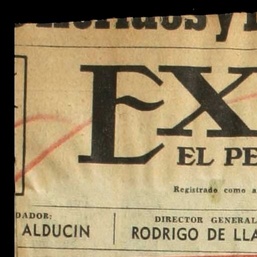 EX
EL PE
Registrado como a
DADOR: DIRECTOR GENERAL
ALDUCIN RODRIGO DE LLA